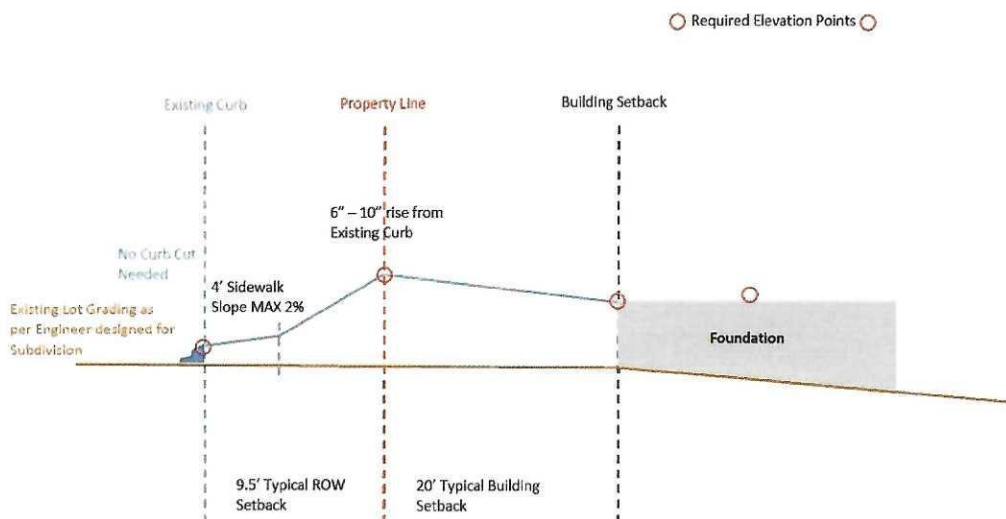 Required Elevation Points
Existing Curb
Property Line
Building Setback
6" – 10" rise from
Existing Curb
No Curb Cut
Needed
4' Sidewalk
Slope MAX 2%
Existing Lot Grading as
per Engineer designed for
Subdivision
Foundation
9.5' Typical ROW
Setback
20' Typical Building
Setback